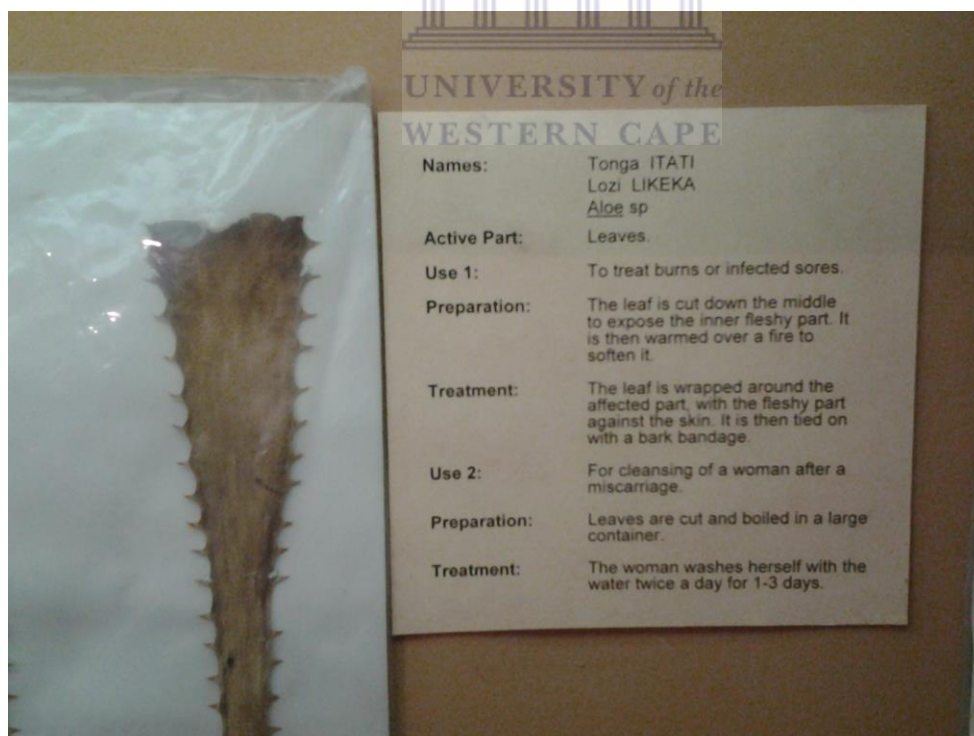 UNIVERSITY of the
WESTERN CAPE
Names: Tonga ITATI
Lozi LIKEKA
Aloe sp
Active Part: Leaves.
Use 1: To treat burns or infected sores.
Preparation: The leaf is cut down the middle
to expose the inner fleshy part. It
is then warmed over a fire to
soften it.
Treatment: The leaf is wrapped around the
affected part, with the fleshy part
against the skin. It is then tied on
with a bark bandage.
Use 2: For cleansing of a woman after a
miscarriage.
Preparation: Leaves are cut and boiled in a large
container.
Treatment: The woman washes herself with the
water twice a day for 1-3 days.